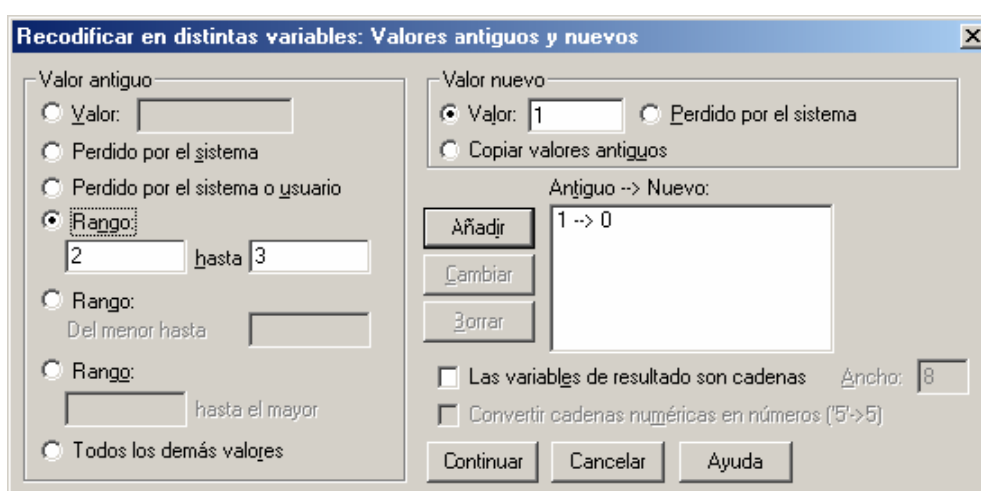 Recodificar en distintas variables: Valores antiguos y nuevos
Valor antiguo
Valor:
Perdido por el sistema
Perdido por el sistema o usuario
Rango:
2 hasta 3
Rango:
Del menor hasta
Rango:
hasta el mayor
Todos los demás valores
Valor nuevo
Valor: 1 Perdido por el sistema
Copiar valores antiguos
Antiguo --> Nuevo:
Añadir
Cambiar
Borrar
1 --> 0
Las variables de resultado son cadenas Ancho: 8
Convertir cadenas numéricas en números ('5'->5)
Continuar Cancelar Ayuda